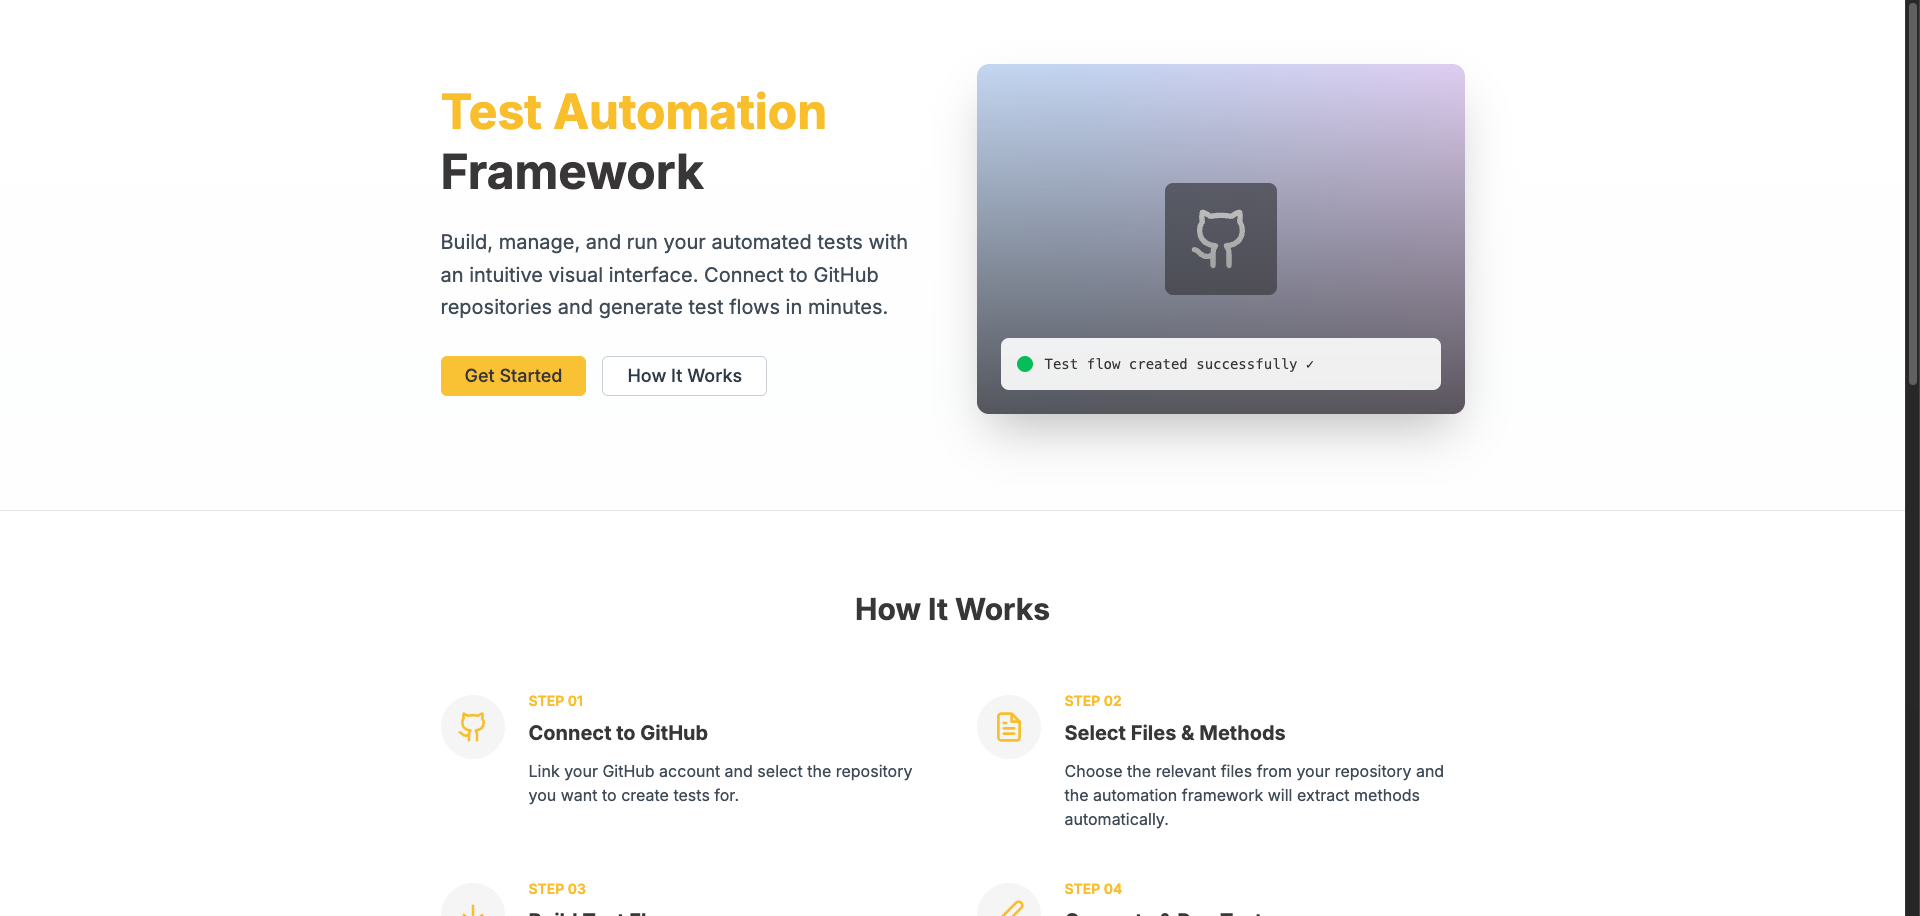 Test Automation
Framework
Build, manage, and run your automated tests with
an intuitive visual interface. Connect to GitHub
repositories and generate test flows in minutes.
Get Started
How It Works
Test flow created successfully ✓
How It Works
STEP 01
Connect to GitHub
Link your GitHub account and select the repository
you want to create tests for.
STEP 02
Select Files & Methods
Choose the relevant files from your repository and
the automation framework will extract methods
automatically.
STEP 03
STEP 04